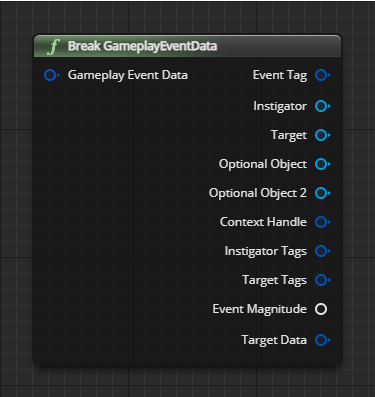 f Break GameplayEventData
Gameplay Event Data Event Tag
Instigator
Target
Optional Object
Optional Object 2
Context Handle
Instigator Tags
Target Tags
Event Magnitude
Target Data